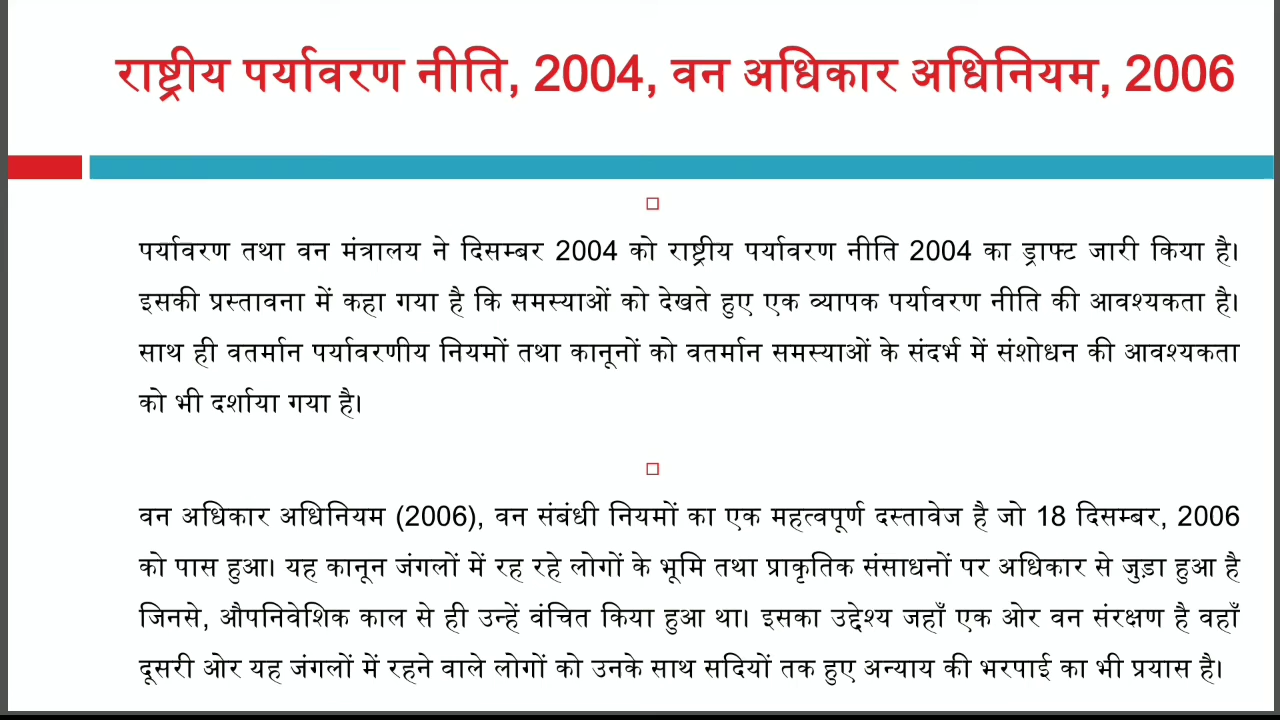 राष्ट्रीय पर्यावरण नीति, 2004, वन अधिकार अधिनियम, 2006
पर्यावरण तथा वन मंत्रालय ने दिसम्बर 2004 को राष्ट्रीय पर्यावरण नीति 2004 का ड्राफ्ट जारी किया है।
इसकी प्रस्तावना में कहा गया है कि समस्याओं को देखते हुए एक व्यापक पर्यावरण नीति की आवश्यकता है।
साथ ही वतर्मान पर्यावरणीय नियमों तथा कानूनों को वतर्मान समस्याओं के संदर्भ में संशोधन की आवश्यकता
को भी दर्शाया गया है।
वन अधिकार अधिनियम (2006), वन संबंधी नियमों का एक महत्वपूर्ण दस्तावेज है जो 18 दिसम्बर, 2006
को पास हुआ। यह कानून जंगलों में रह रहे लोगों के भूमि तथा प्राकृतिक संसाधनों पर अधिकार से जुड़ा हुआ है
जिनसे, औपनिवेशिक काल से ही उन्हें वंचित किया हुआ था। इसका उद्देश्य जहाँ एक ओर वन संरक्षण है वहाँ
दूसरी ओर यह जंगलों में रहने वाले लोगों को उनके साथ सदियों तक हुए अन्याय की भरपाई का भी प्रयास है।